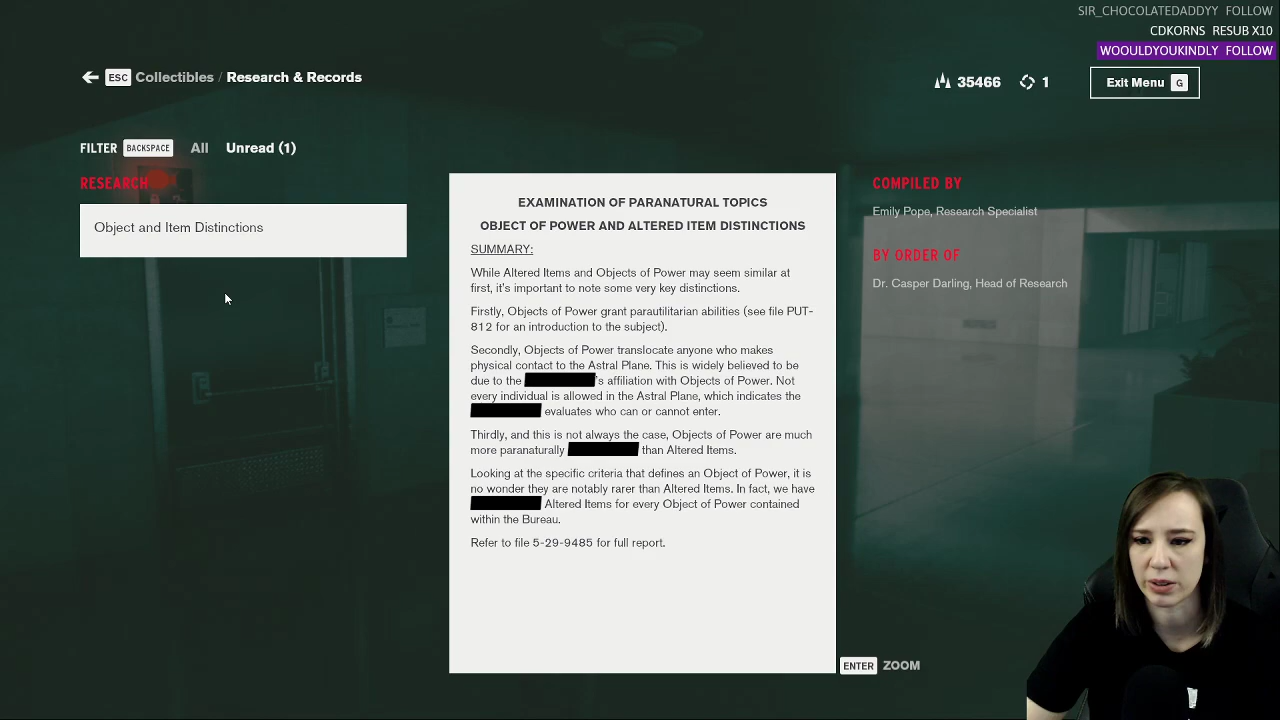 SIR_CHOCOLATEDADDYY FOLLOW
CDKORNS RESUB X10
WOOULDYOUKINDLY FOLLOW
ESC Collectibles / Research & Records
35466 1 Exit Menu G
FILTER BACKSPACE All Unread (1)
RESEARCH
Object and Item Distinctions
EXAMINATION OF PARANATURAL TOPICS
OBJECT OF POWER AND ALTERED ITEM DISTINCTIONS
SUMMARY:
While Altered Items and Objects of Power may seem similar at
first, it's important to note some very key distinctions.
Firstly, Objects of Power grant parautilitarian abilities (see file PUT-
812 for an introduction to the subject).
Secondly, Objects of Power translocate anyone who makes
physical contact to the Astral Plane. This is widely believed to be
due to the 's affiliation with Objects of Power. Not
every individual is allowed in the Astral Plane, which indicates the
evaluates who can or cannot enter.
Thirdly, and this is not always the case, Objects of Power are much
more paranaturally than Altered Items.
Looking at the specific criteria that defines an Object of Power, it is
no wonder they are notably rarer than Altered Items. In fact, we have
Altered Items for every Object of Power contained
within the Bureau.
Refer to file 5-29-9485 for full report.
COMPILED BY
Emily Pope, Research Specialist
BY ORDER OF
Dr. Casper Darling, Head of Research
ENTER ZOOM